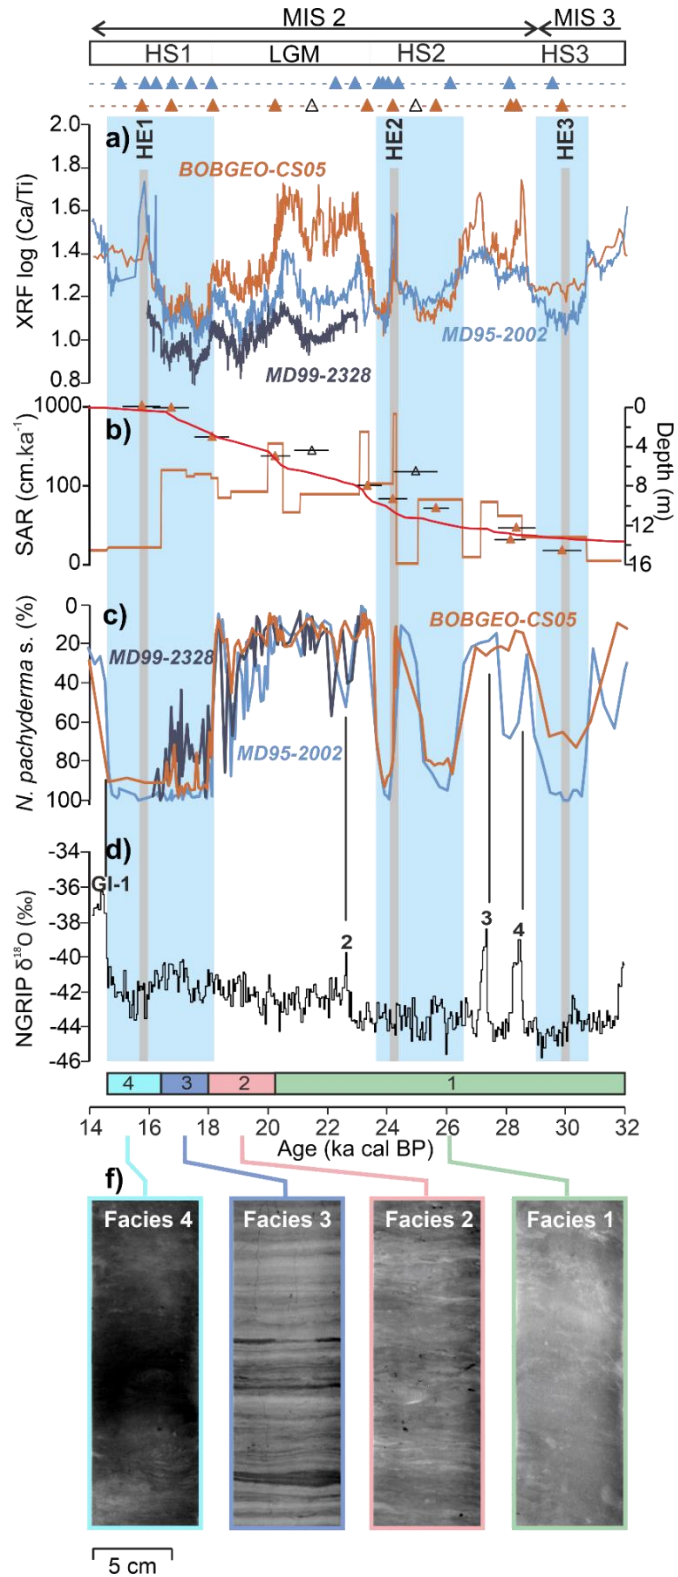 MIS 2 MIS 3
HS1 LGM HS2 HS3
a)
HE1 HE2 HE3
BOBGEO-CS05
MD95-2002
MD99-2328
XRF log (Ca/Ti)
2.0
1.8
1.6
1.4
1.2
1.0
0.8
b)
SAR (cm.ka⁻¹)
1000
100
0
Depth (m)
0
4
8
12
16
c)
N. pachyderma s. (%)
0
20
40
60
80
100
MD99-2328
BOBGEO-CS05
MD95-2002
d)
NGRIP δ¹⁸O (‰)
-34
-36
-38
-40
-42
-44
-46
GI-1
2
3
4
4 3 2 1
14 16 18 20 22 24 26 28 30 32
Age (ka cal BP)
f)
Facies 4 Facies 3 Facies 2 Facies 1
5 cm